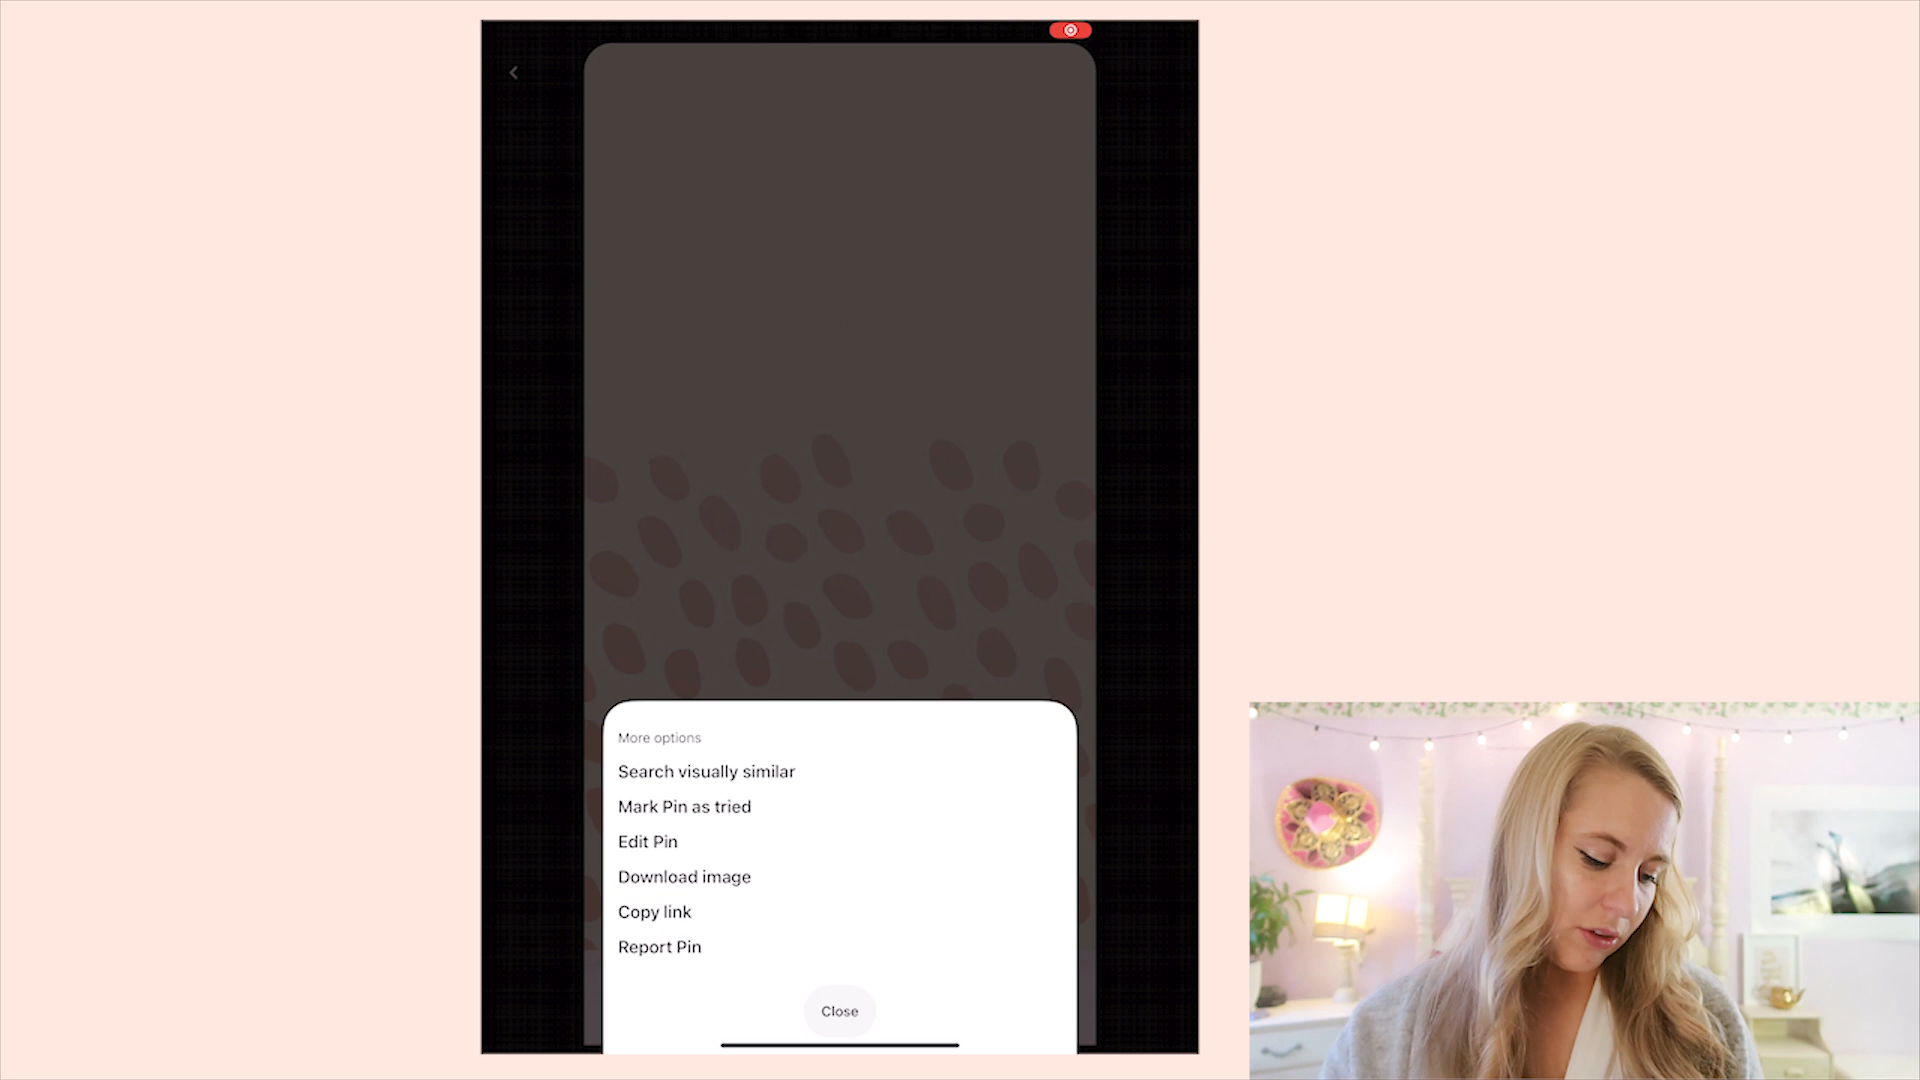 More options
Search visually similar
Mark Pin as tried
Edit Pin
Download image
Copy link
Report Pin
Close